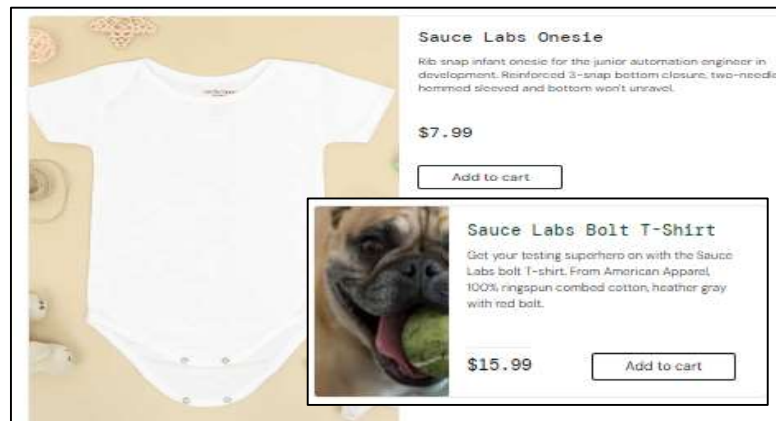 Sauce Labs Onesie
Rib snap infant onesie for the junior automation engineer in
development. Reinforced 3-snap bottom closure, two-needle
hemmed sleeved and bottom won't unravel.
$7.99
Add to cart
Sauce Labs Bolt T-Shirt
Get your testing superhero on with the Sauce
Labs bolt T-shirt. From American Apparel,
100% ringspun combed cotton, heather gray
with red bolt.
$15.99
Add to cart